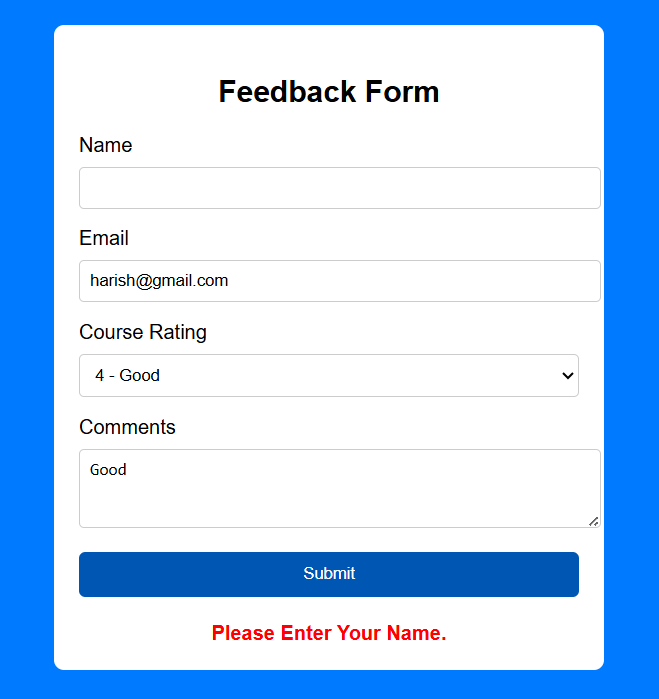 Feedback Form
Name
Email
harish@gmail.com
Course Rating
4 - Good
Comments
Good
Submit
Please Enter Your Name.